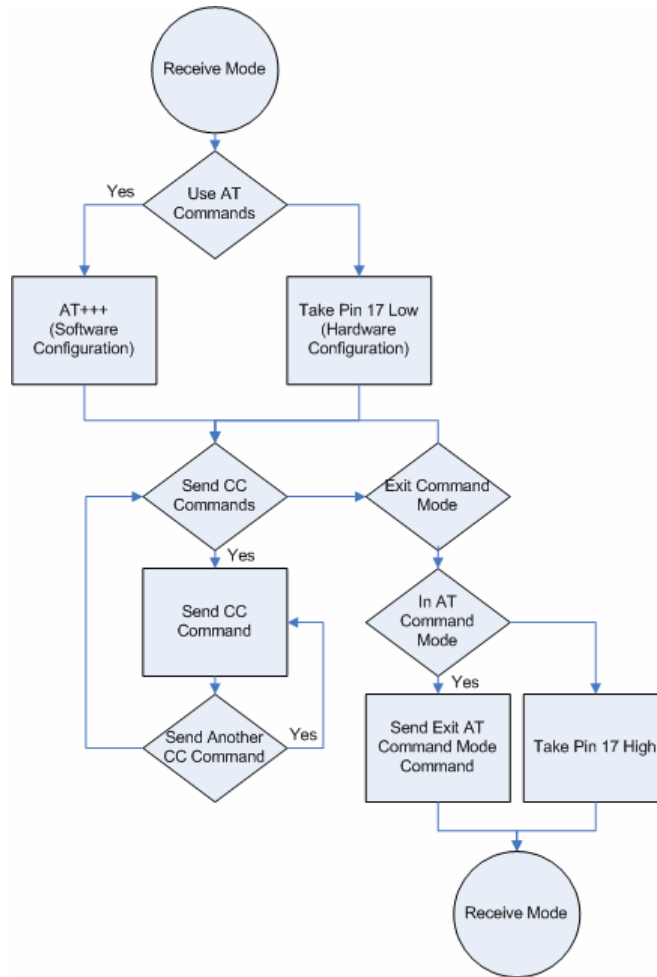 Receive Mode
Yes
Use AT
Commands
AT+++
(Software
Configuration)
Take Pin 17 Low
(Hardware
Configuration)
Send CC
Commands
Exit Command
Mode
Yes
Send CC
Command
In AT
Command
Mode
Yes
Send Another
CC Command
Yes
Send Exit AT
Command Mode
Command
Take Pin 17 High
Receive Mode